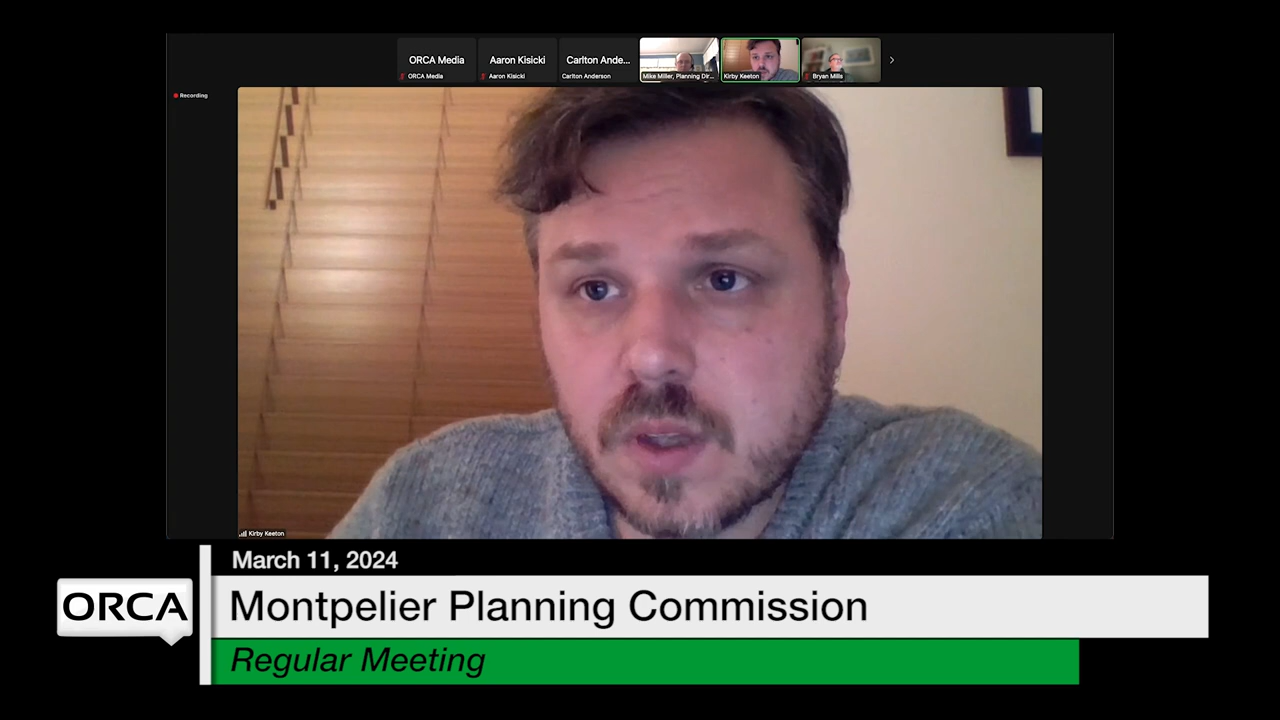 ORCA Media
Aaron Kisicki
Carlton Ande...
ORCA Media
Aaron Kisicki
Carlton Anderson
Mike Miller, Planning Dir...
Kirby Keeton
Bryan Mills
Recording
Kirby Keeton
March 11, 2024
ORCA
Montpelier Planning Commission
Regular Meeting